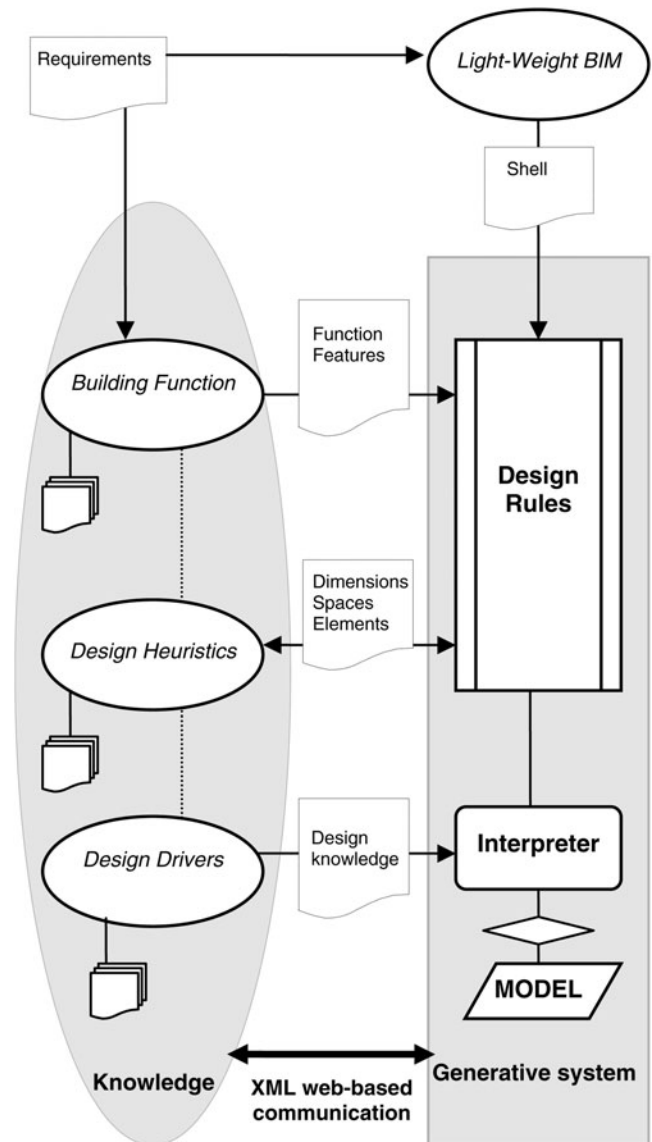 Requirements
Light-Weight BIM
Shell
Function
Features
Building Function
Design
Rules
Dimensions
Spaces
Elements
Design Heuristics
Design
knowledge
Design Drivers
Interpreter
MODEL
Knowledge
XML web-based
communication
Generative system